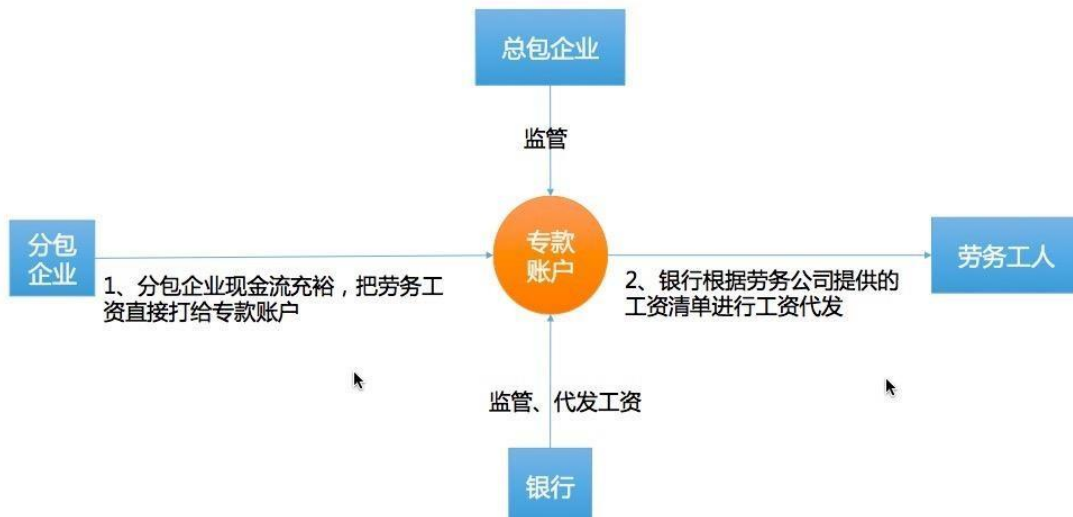 总包企业
监管
分包
企业
1、分包企业现金流充裕，把劳务工
资直接打给专款账户
专款
账户
2、银行根据劳务公司提供的
工资清单进行工资代发
劳务工人
监管、代发工资
银行